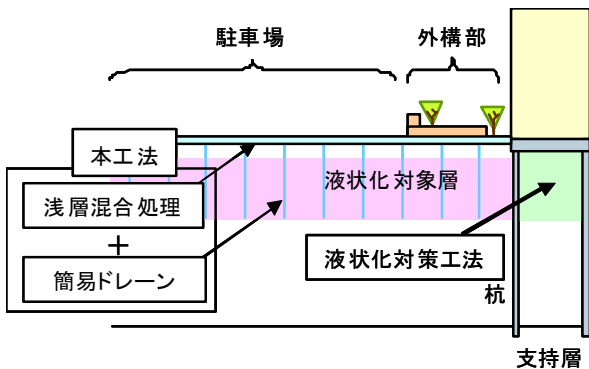 駐車場
外構部
本工法
浅層混合処理
+
簡易ドレーン
液状化対象層
液状化対策工法
杭
支持層